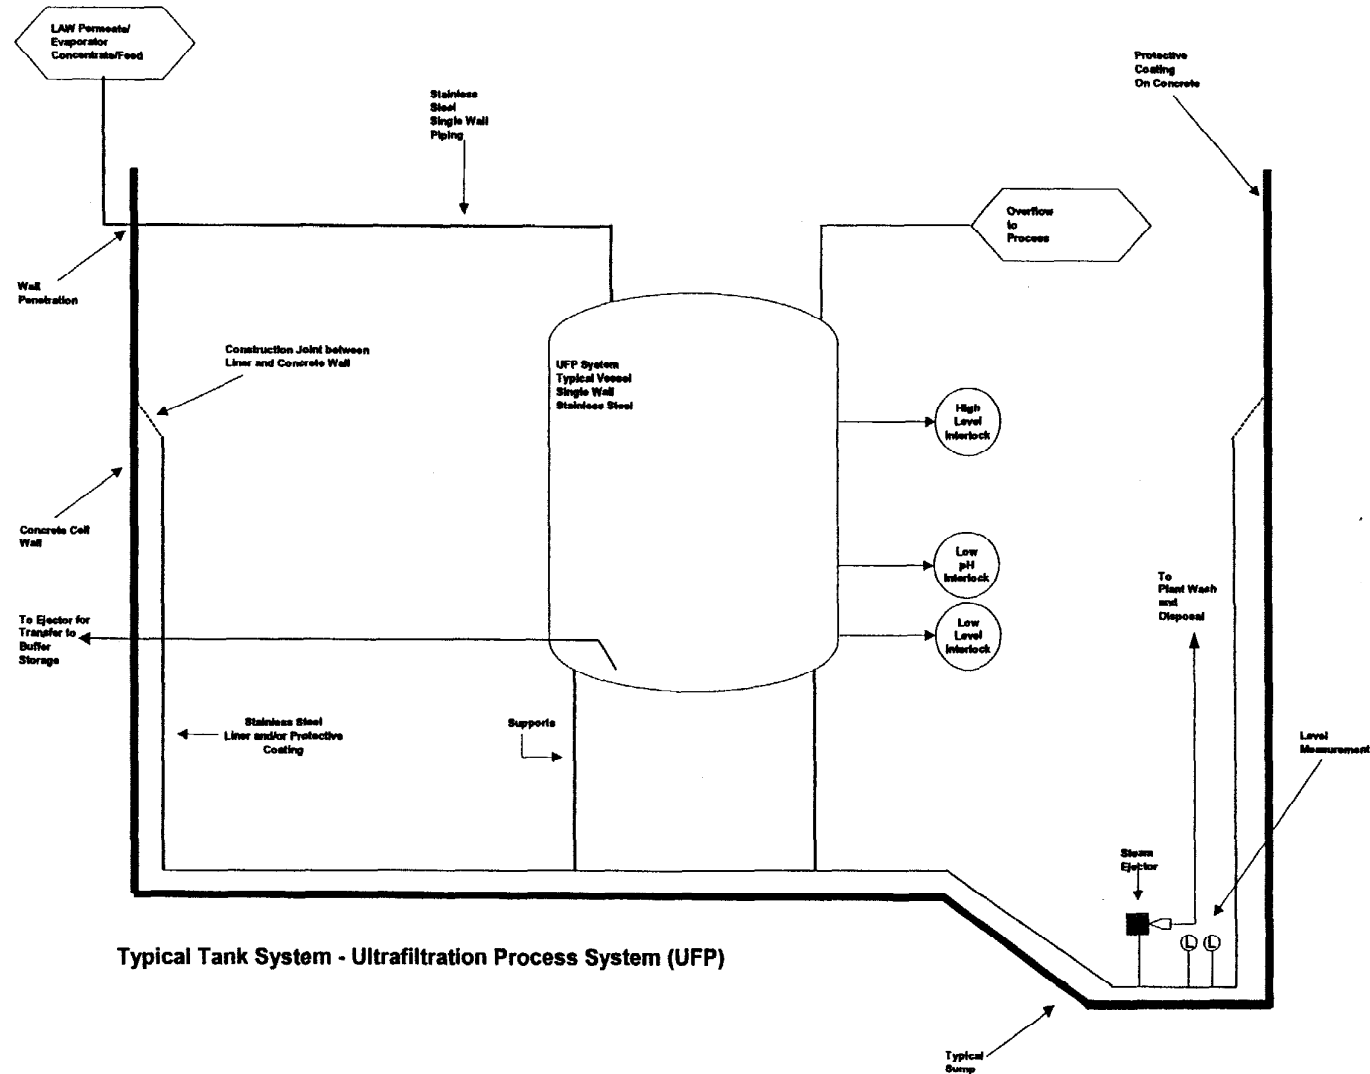 LAW Permeate/
Evaporator
Concentrate/Feed
Stainless
Steel
Single Wall
Piping
Protective
Coating
On Concrete
Overflow
to
Process
Wall
Penetration
Construction Joint between
Liner and Concrete Wall
UFP System
Typical Vessel
Single Wall
Stainless Steel
High
Level
Interlock
Concrete Cell
Wall
Low
pH
Interlock
To
Plant Wash
and
Disposal
To Ejector for
Transfer to
Buffer
Storage
Low
Level
Interlock
Stainless Steel
Liner and/or Protective
Coating
Supports
Level
Measurement
Steam
Ejector
L L
Typical Tank System - Ultrafiltration Process System (UFP)
Typical
Sump